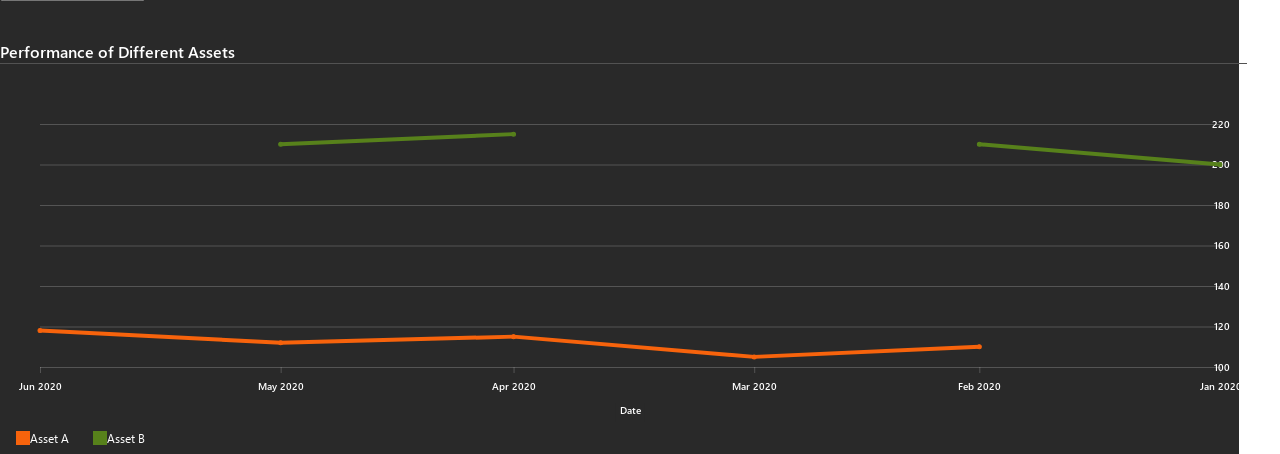 Performance of Different Assets
220
200
180
160
140
120
100
Jun 2020 May 2020 Apr 2020 Mar 2020 Feb 2020 Jan 2020
Date
Asset A Asset B